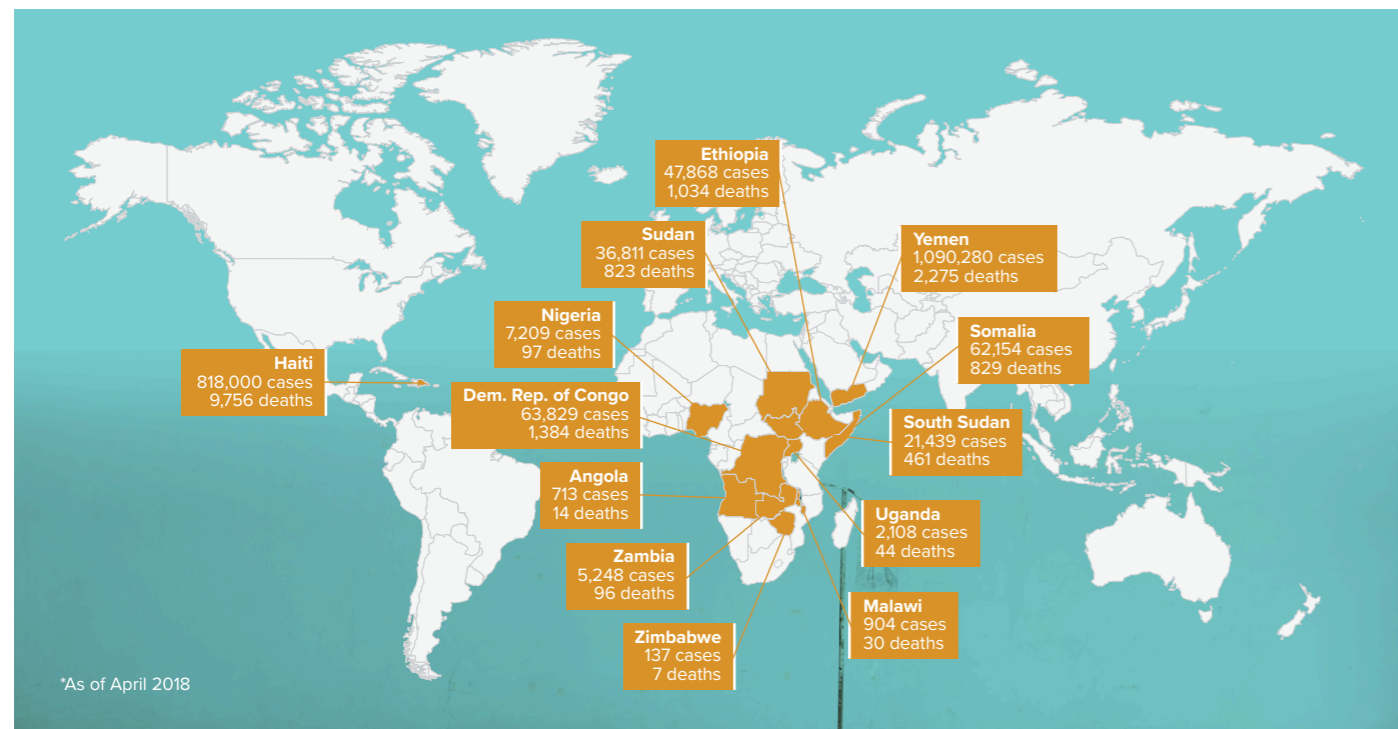 Ethiopia
47,868 cases
1,034 deaths
Sudan
36,811 cases
823 deaths
Yemen
1,090,280 cases
2,275 deaths
Nigeria
7,209 cases
97 deaths
Somalia
62,154 cases
829 deaths
Haiti
818,000 cases
9,756 deaths
Dem. Rep. of Congo
63,829 cases
1,384 deaths
South Sudan
21,439 cases
461 deaths
Angola
713 cases
14 deaths
Uganda
2,108 cases
44 deaths
Zambia
5,248 cases
96 deaths
Malawi
904 cases
30 deaths
Zimbabwe
137 cases
7 deaths
*As of April 2018